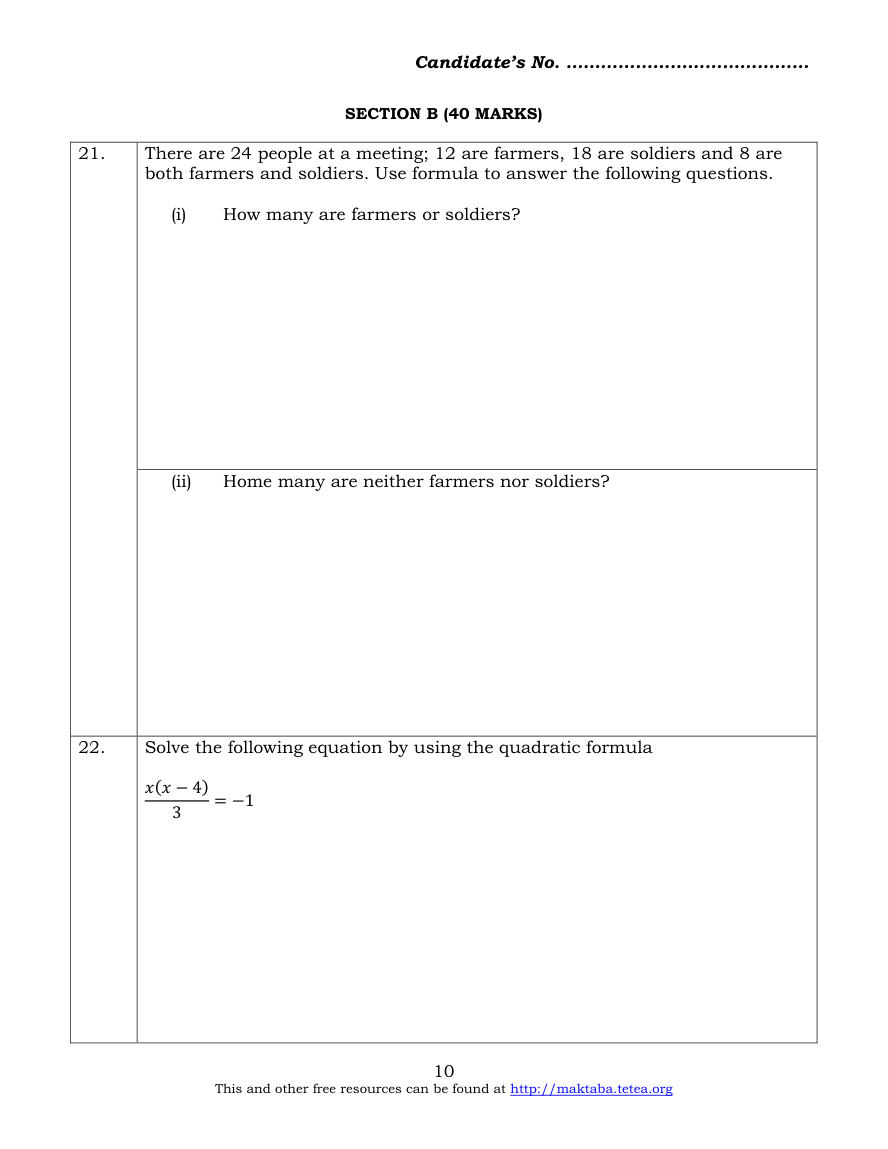 Candidate's No. ..........................................
SECTION B (40 MARKS)
21. There are 24 people at a meeting; 12 are farmers, 18 are soldiers and 8 are
both farmers and soldiers. Use formula to answer the following questions.
(i) How many are farmers or soldiers?
(ii) Home many are neither farmers nor soldiers?
22. Solve the following equation by using the quadratic formula
x(x − 4)
= −1
3
10
This and other free resources can be found at http://maktaba.tetea.org